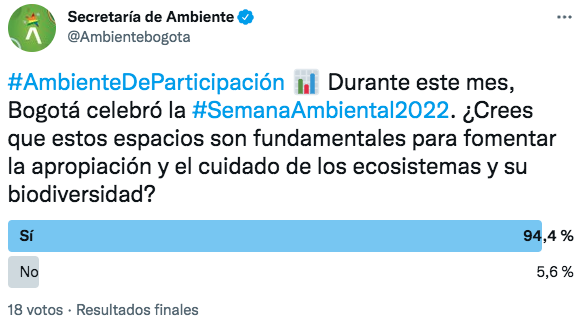 Secretaría de Ambiente
@Ambientebogota
#AmbienteDeParticipación 📊 Durante este mes,
Bogotá celebró la #SemanaAmbiental2022. ¿Crees
que estos espacios son fundamentales para fomentar
la apropiación y el cuidado de los ecosistemas y su
biodiversidad?
Sí 94,4 %
No 5,6 %
18 votos · Resultados finales